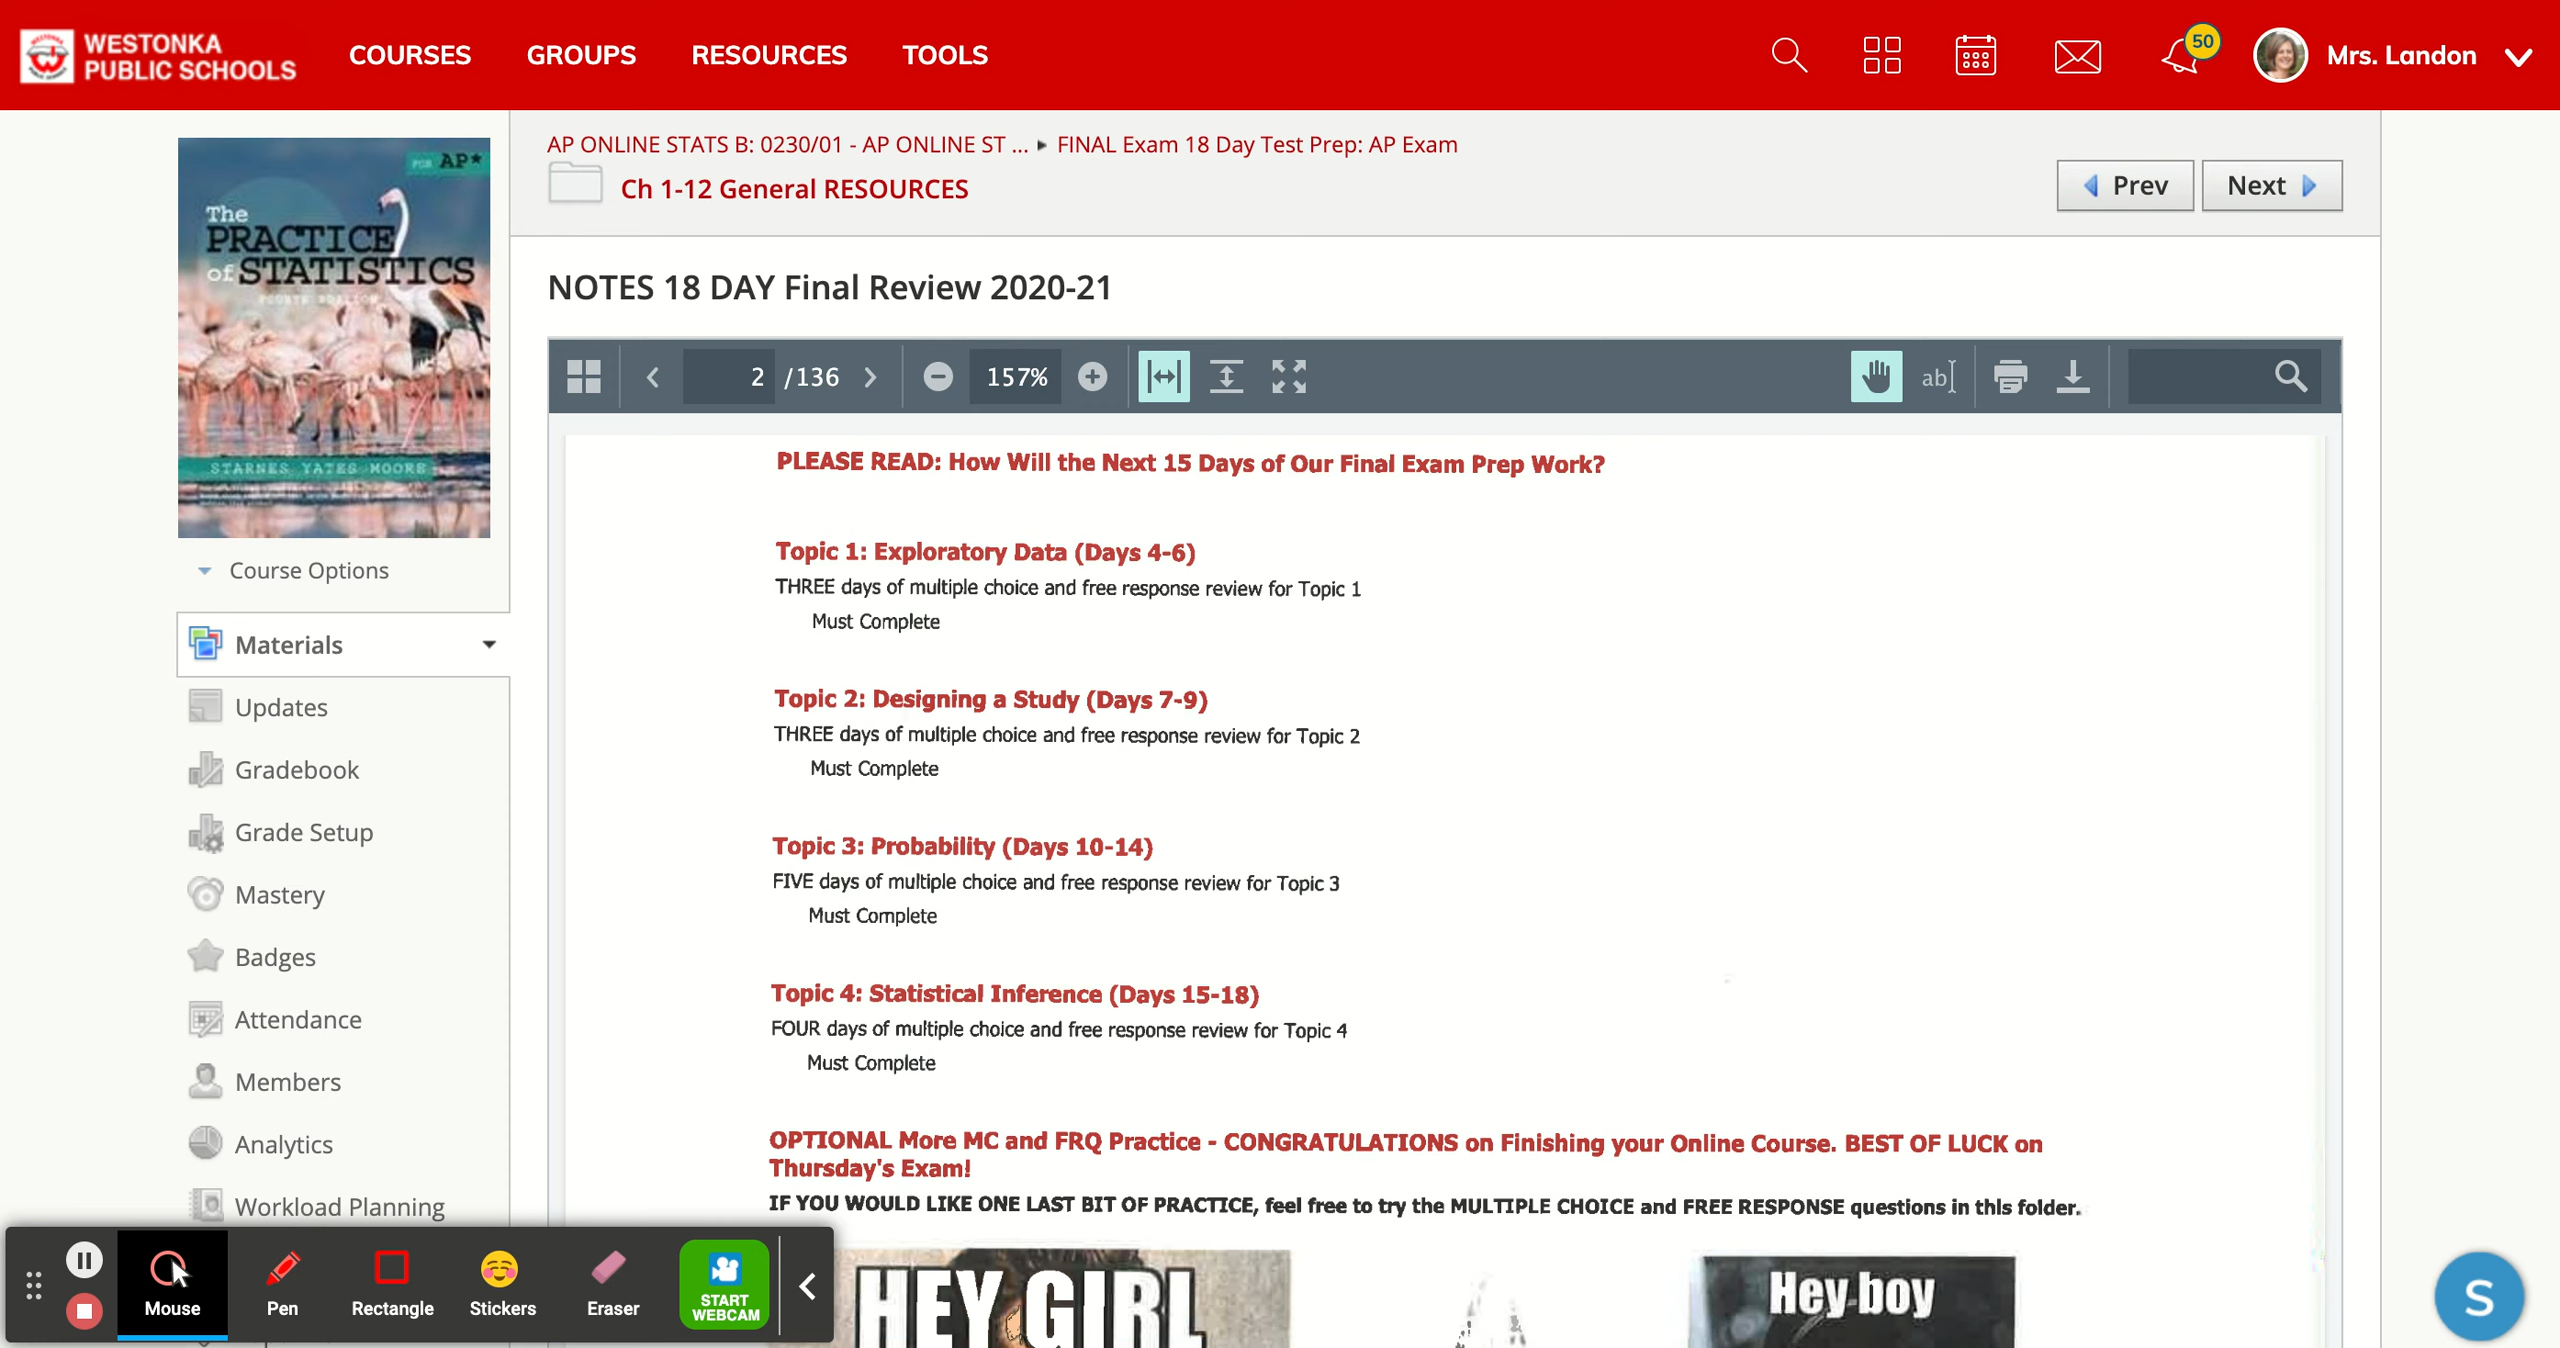 WESTONKA
PUBLIC SCHOOLS
COURSES
GROUPS
RESOURCES
TOOLS
50
Mrs. Landon
AP ONLINE STATS B: 0230/01 - AP ONLINE ST ... ▸ FINAL Exam 18 Day Test Prep: AP Exam
Ch 1-12 General RESOURCES
Prev
Next
FOR AP★
The
PRACTICE
of STATISTICS
FOURTH EDITION
STARNES YATES MOORE
NOTES 18 DAY Final Review 2020-21
2 /136
157%
ab
Course Options
Materials
Updates
Gradebook
Grade Setup
Mastery
Badges
Attendance
Members
Analytics
Workload Planning
PLEASE READ: How Will the Next 15 Days of Our Final Exam Prep Work?
Topic 1: Exploratory Data (Days 4-6)
THREE days of multiple choice and free response review for Topic 1
Must Complete
Topic 2: Designing a Study (Days 7-9)
THREE days of multiple choice and free response review for Topic 2
Must Complete
Topic 3: Probability (Days 10-14)
FIVE days of multiple choice and free response review for Topic 3
Must Complete
Topic 4: Statistical Inference (Days 15-18)
FOUR days of multiple choice and free response review for Topic 4
Must Complete
OPTIONAL More MC and FRQ Practice - CONGRATULATIONS on Finishing your Online Course. BEST OF LUCK on
Thursday's Exam!
IF YOU WOULD LIKE ONE LAST BIT OF PRACTICE, feel free to try the MULTIPLE CHOICE and FREE RESPONSE questions in this folder.
HEY GIRL
Hey boy
Mouse
Pen
Rectangle
Stickers
Eraser
START
WEBCAM
S